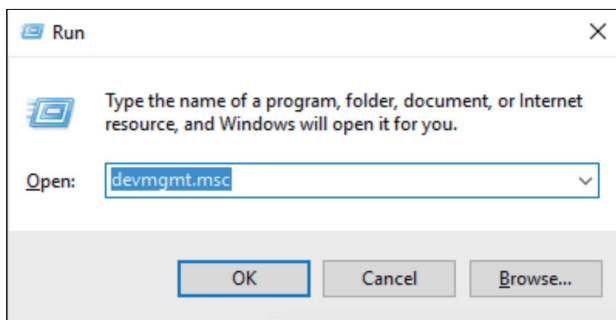 Run
Type the name of a program, folder, document, or Internet
resource, and Windows will open it for you.
Open: devmgmt.msc
OK Cancel Browse...